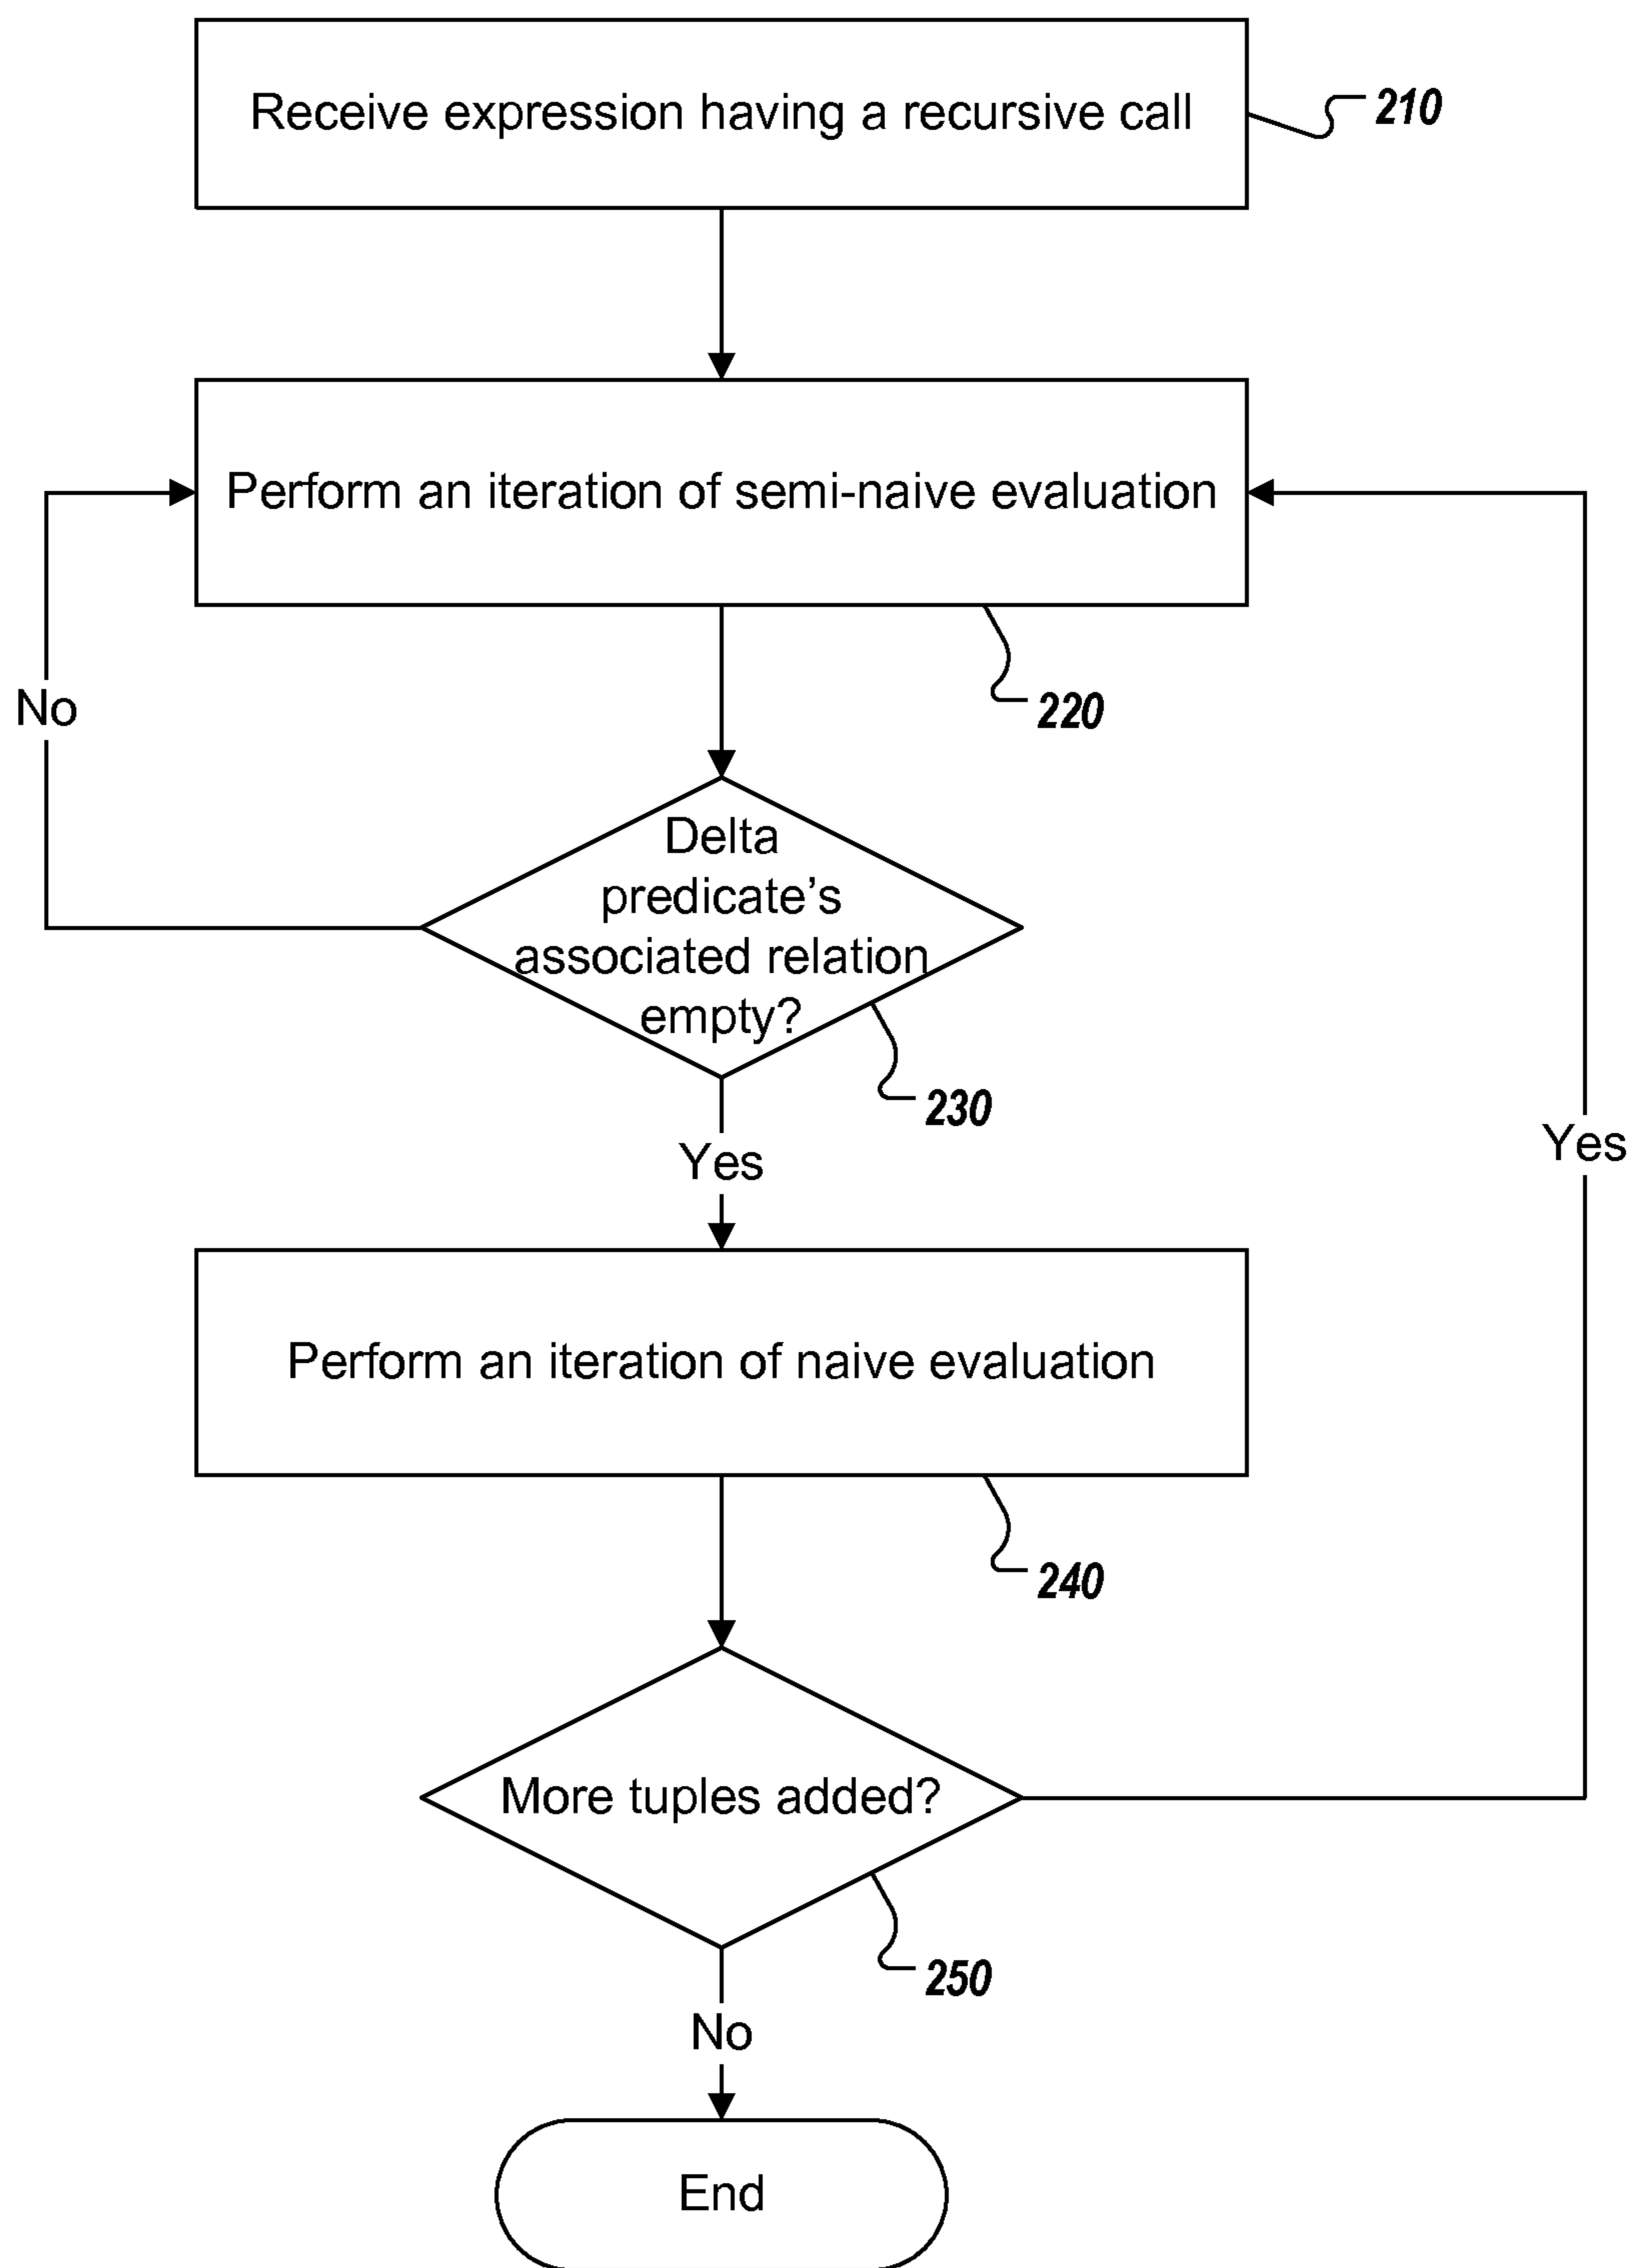 Receive expression having a recursive call
210
Perform an iteration of semi-naive evaluation
220
No
Delta
predicate's
associated relation
empty?
230
Yes
Yes
Perform an iteration of naive evaluation
240
More tuples added?
250
No
End